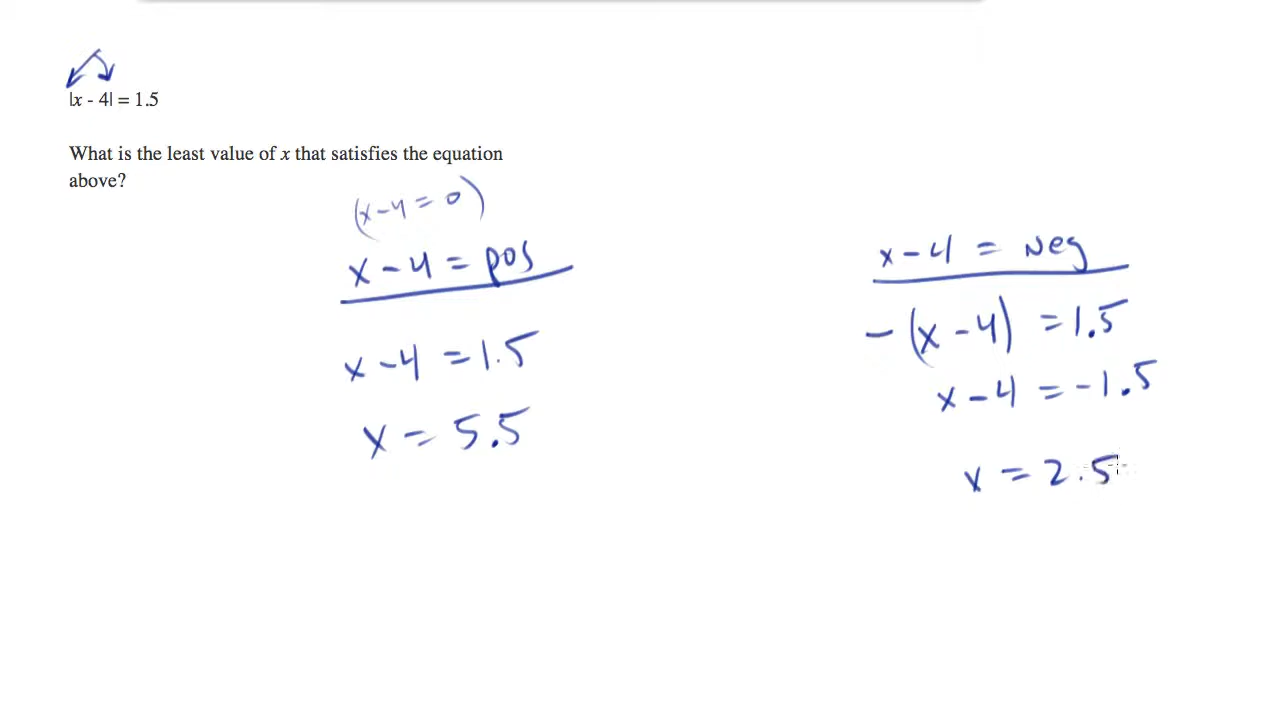 |x - 4| = 1.5
What is the least value of x that satisfies the equation
above?
(x-4=0)
x-4=pos
x-4=1.5
x=5.5
x-4=Neg
-(x-4)=1.5
x-4=-1.5
x=2.5